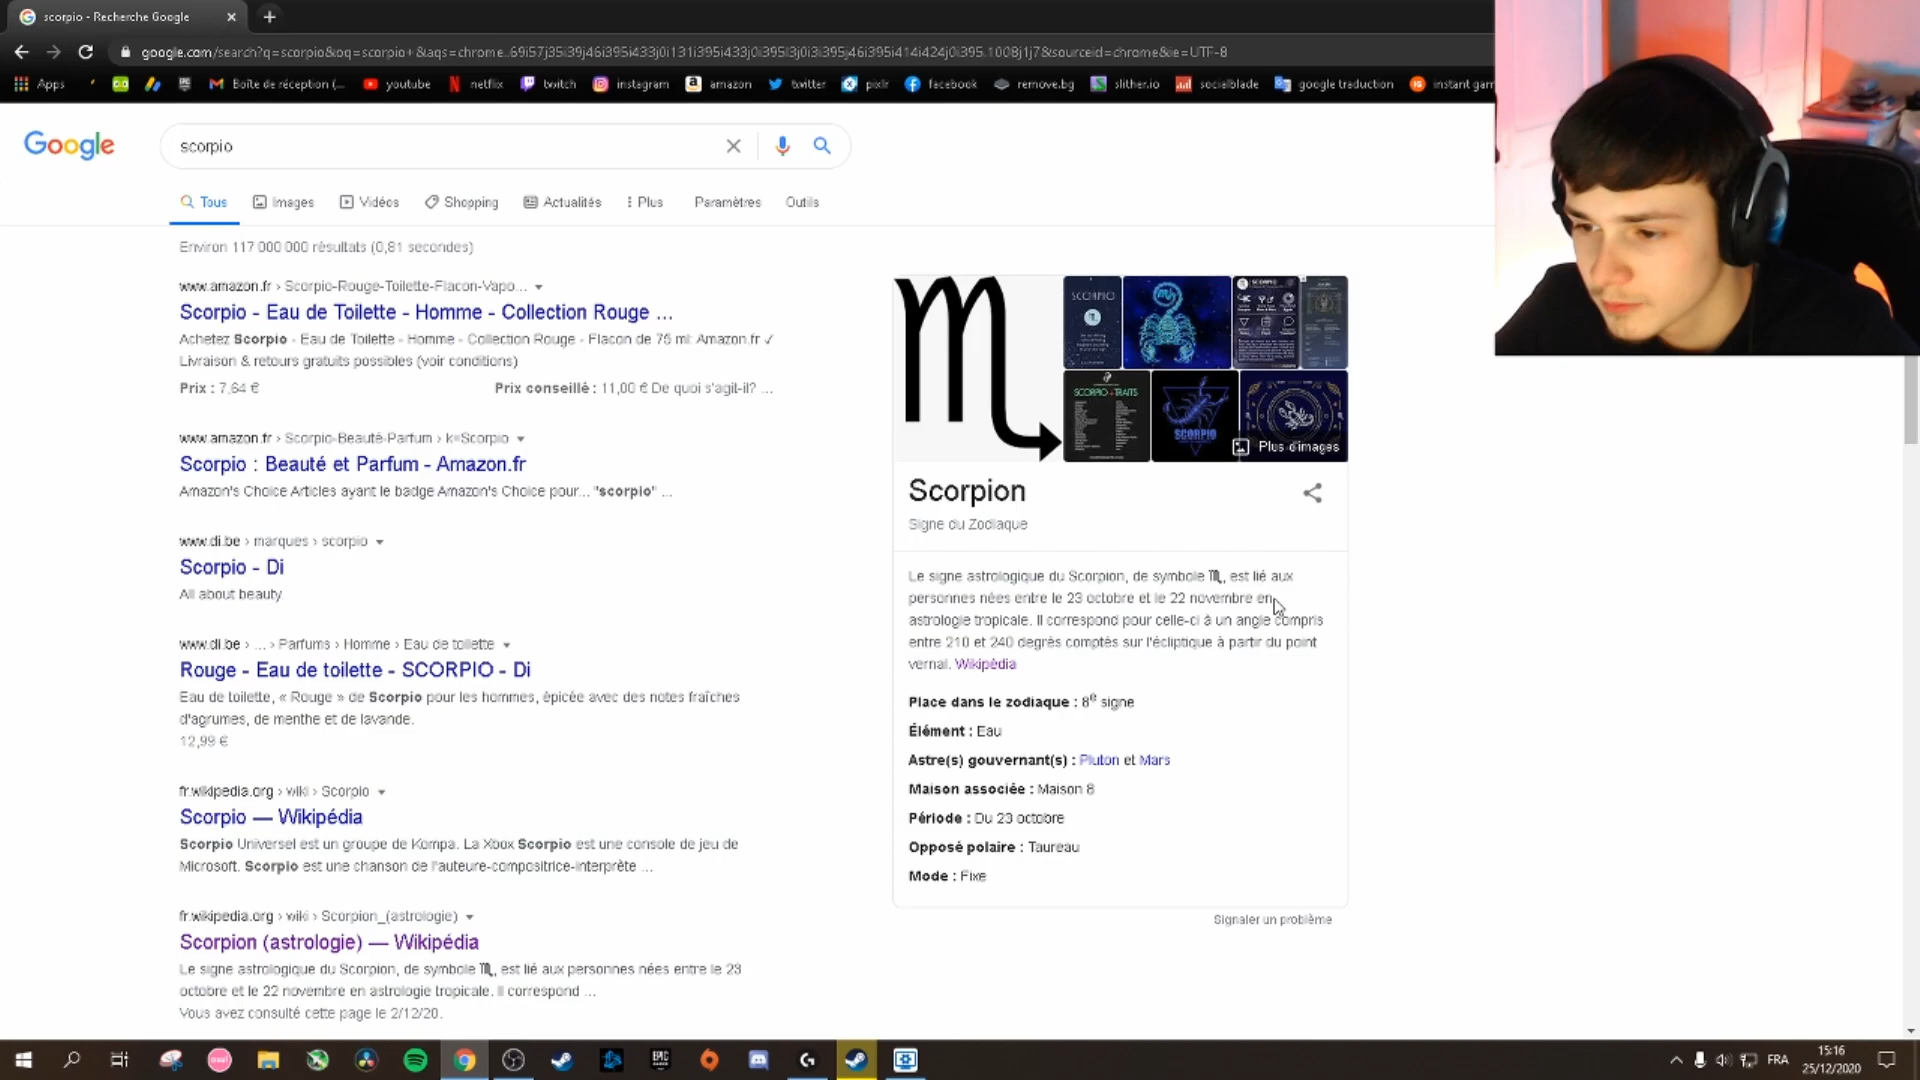 scorpio - Recherche Google
google.com/search?q=scorpio&oq=scorpio+&aqs=chrome..69i57j35i39j46i395i433j0i131i395i433j0i395l3j0i3i395j46i395i414i424j0i395.1008j1j7&sourceid=chrome&ie=UTF-8
Apps Boîte de réception (... youtube netflix twitch instagram amazon twitter pixlr facebook remove.bg slither.io socialblade google traduction instant gam
Google
scorpio
Tous Images Vidéos Shopping Actualités Plus Paramètres Outils
Environ 117 000 000 résultats (0,81 secondes)
www.amazon.fr › Scorpio-Rouge-Toilette-Flacon-Vapo...
Scorpio - Eau de Toilette - Homme - Collection Rouge ...
Achetez Scorpio - Eau de Toilette - Homme - Collection Rouge - Flacon de 75 ml: Amazon.fr ✓
Livraison & retours gratuits possibles (voir conditions)
Prix : 7,64 € Prix conseillé : 11,00 € De quoi s'agit-il? ...
www.amazon.fr › Scorpio-Beauté-Parfum › k=Scorpio
Scorpio : Beauté et Parfum - Amazon.fr
Amazon's Choice Articles ayant le badge Amazon's Choice pour... "scorpio" ...
www.di.be › marques › scorpio
Scorpio - Di
All about beauty
www.di.be › ... › Parfums › Homme › Eau de toilette
Rouge - Eau de toilette - SCORPIO - Di
Eau de toilette, « Rouge » de Scorpio pour les hommes, épicée avec des notes fraîches
d'agrumes, de menthe et de lavande.
12,99 €
fr.wikipedia.org › wiki › Scorpio
Scorpio — Wikipédia
Scorpio Universel est un groupe de Kompa. La Xbox Scorpio est une console de jeu de
Microsoft. Scorpio est une chanson de l'auteure-compositrice-interprète ...
fr.wikipedia.org › wiki › Scorpion_(astrologie)
Scorpion (astrologie) — Wikipédia
Le signe astrologique du Scorpion, de symbole ♏, est lié aux personnes nées entre le 23
octobre et le 22 novembre en astrologie tropicale. Il correspond ...
Vous avez consulté cette page le 2/12/20.
SCORPIO
SCORPIO TRAITS
SCORPIO
Plus d'images
Scorpion
Signe du Zodiaque
Le signe astrologique du Scorpion, de symbole ♏, est lié aux
personnes nées entre le 23 octobre et le 22 novembre en
astrologie tropicale. Il correspond pour celle-ci à un angle compris
entre 210 et 240 degrés comptés sur l'écliptique à partir du point
vernal. Wikipédia
Place dans le zodiaque : 8e signe
Élément : Eau
Astre(s) gouvernant(s) : Pluton et Mars
Maison associée : Maison 8
Période : Du 23 octobre
Opposé polaire : Taureau
Mode : Fixe
Signaler un problème
osu!
EPIC
FRA
15:16
25/12/2020